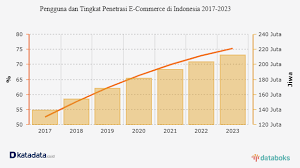 Pengguna dan Tingkat Penetrasi E-Commerce di Indonesia 2017-2023
80 240 Juta
75 220 Juta
70 200 Juta
65 180 Juta
60 160 Juta
55 140 Juta
50 120 Juta
%
Jiwa
2017 2018 2019 2020 2021 2022 2023
katadata
databoks